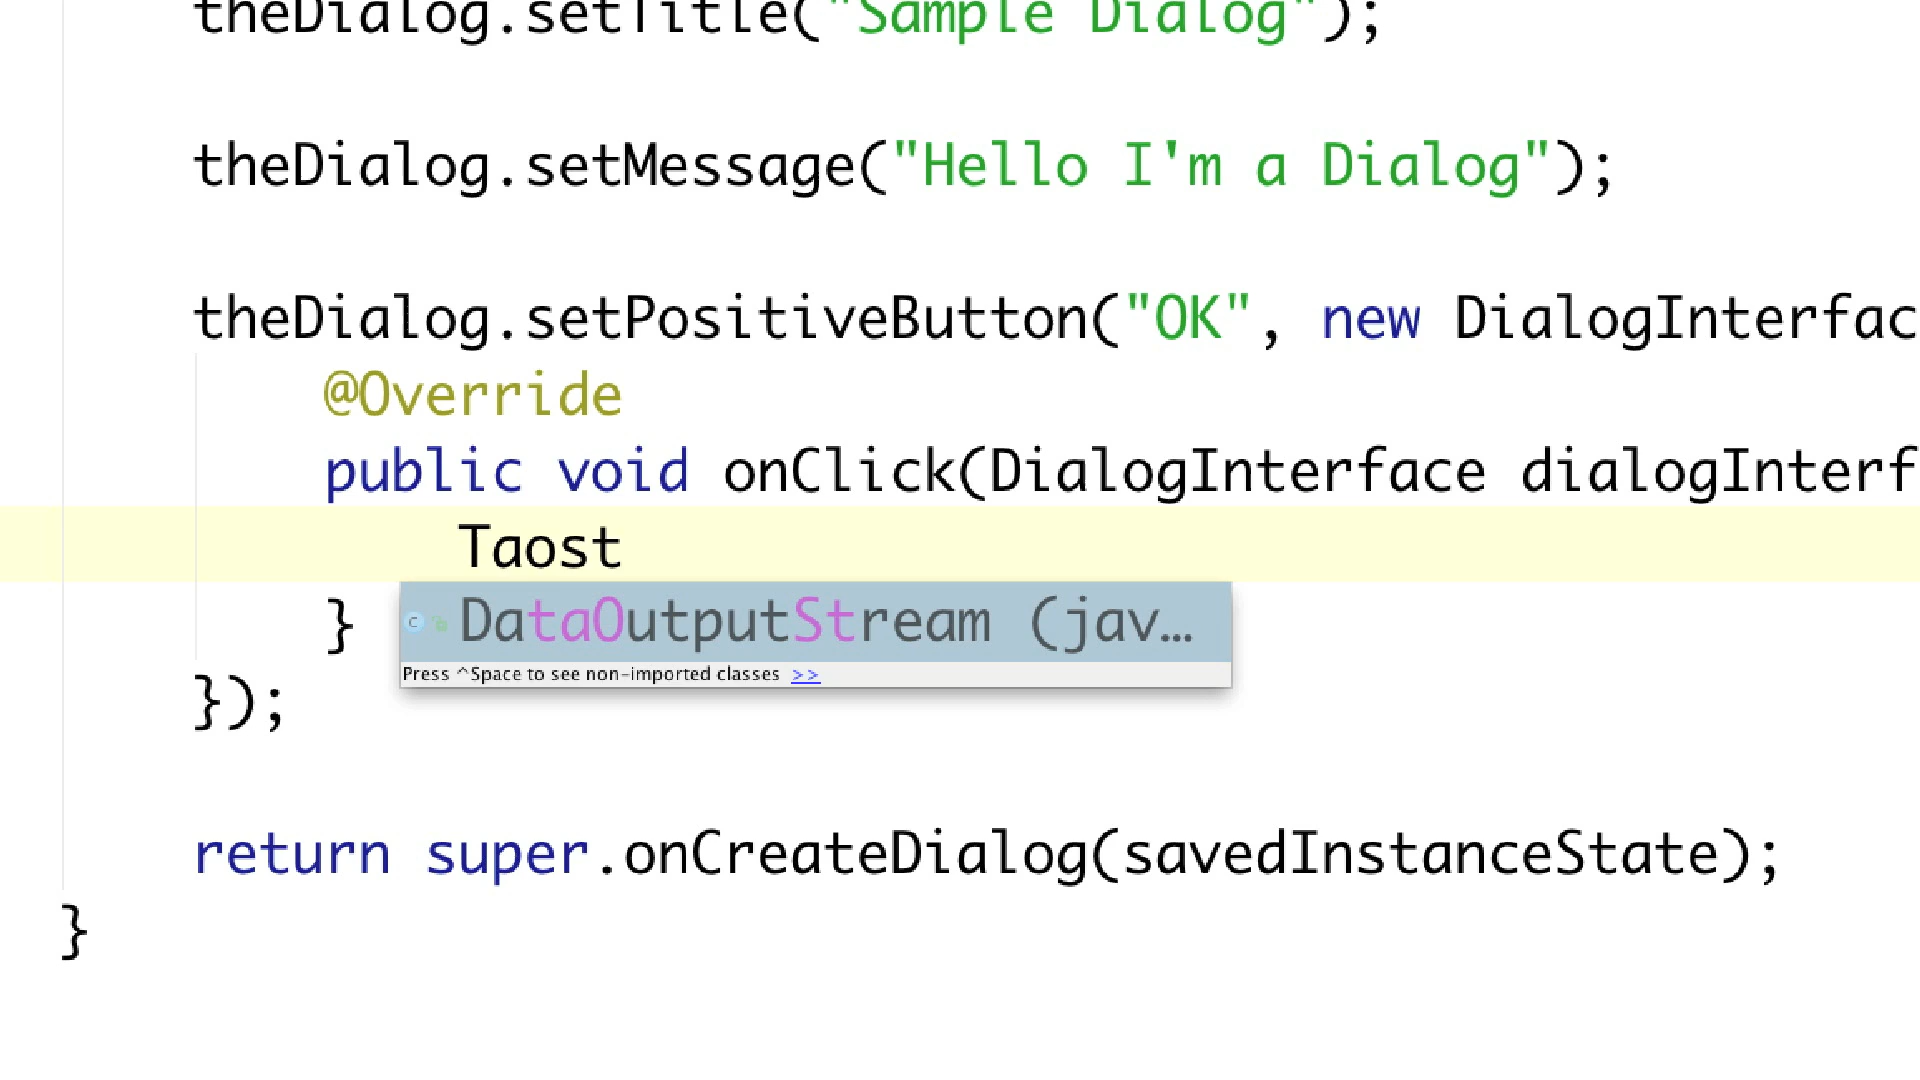 theDialog.setTitle("Sample Dialog");
theDialog.setMessage("Hello I'm a Dialog");
theDialog.setPositiveButton("OK", new DialogInterfac
@Override
public void onClick(DialogInterface dialogInterf
Taost
DataOutputStream (jav…
}
Press ^Space to see non-imported classes >>
});
return super.onCreateDialog(savedInstanceState);
}